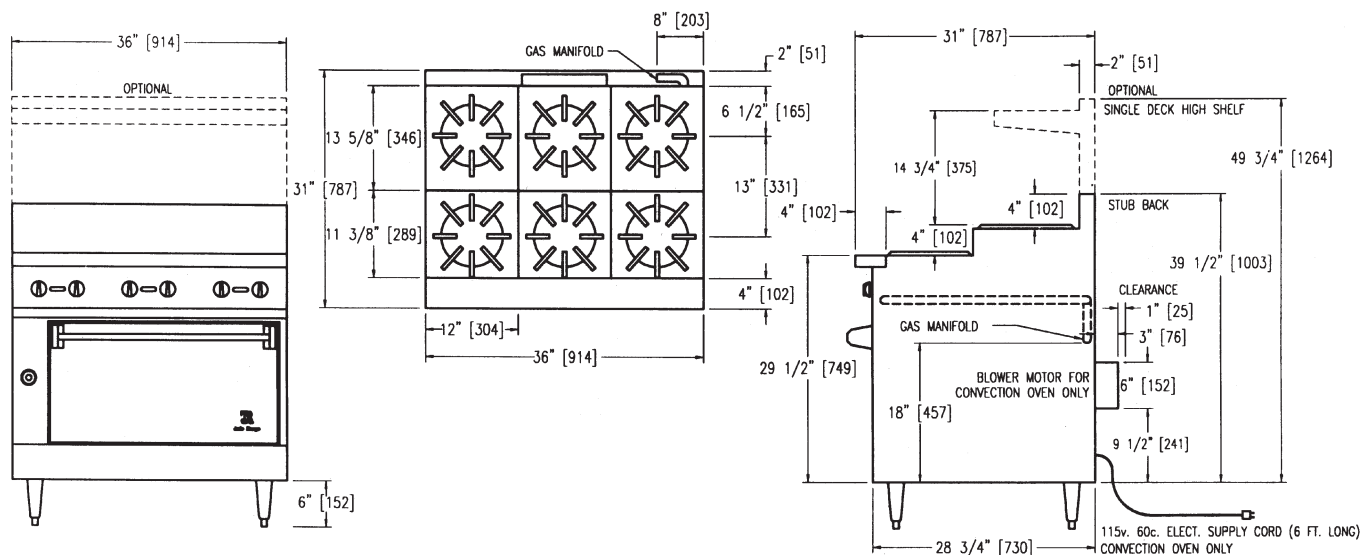 36" [914]
OPTIONAL
6" [152]
8" [203]
GAS MANIFOLD
2" [51]
6 1/2" [165]
13 5/8" [346]
31" [787]
13" [331]
11 3/8" [289]
4" [102]
12" [304]
36" [914]
31" [787]
2" [51]
OPTIONAL
SINGLE DECK HIGH SHELF
49 3/4" [1264]
14 3/4" [375]
4" [102]
4" [102]
STUB BACK
4" [102]
39 1/2" [1003]
CLEARANCE
1" [25]
GAS MANIFOLD
3" [76]
29 1/2" [749]
BLOWER MOTOR FOR
CONVECTION OVEN ONLY
6" [152]
18" [457]
9 1/2" [241]
115v. 60c. ELECT. SUPPLY CORD (6 FT. LONG)
CONVECTION OVEN ONLY
28 3/4" [730]